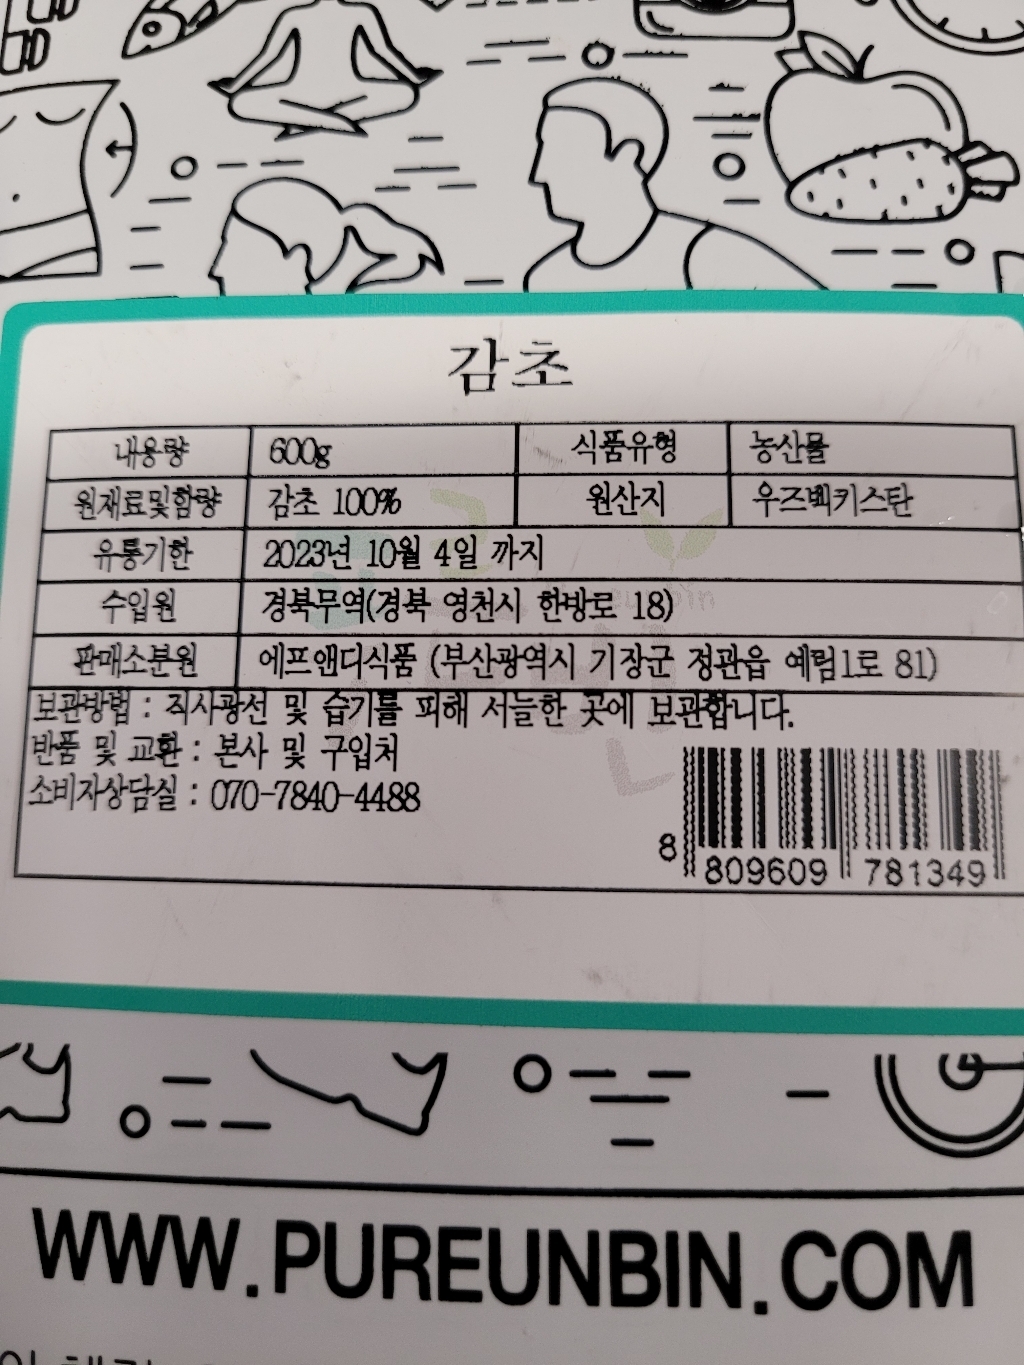 감초
내용량 600g 식품유형 농산물
원재료및함량 감초 100% 원산지 우즈벡키스탄
유통기한 2023년 10월 4일 까지
수입원 경북무역(경북 영천시 한방로 18)
판매소분원 에프앤디식품 (부산광역시 기장군 정관읍 예림1로 81)
보관방법 : 직사광선 및 습기를 피해 서늘한 곳에 보관합니다.
반품 및 교환 : 본사 및 구입처
소비자상담실 : 070-7840-4488
8 809609 781349
WWW.PUREUNBIN.COM